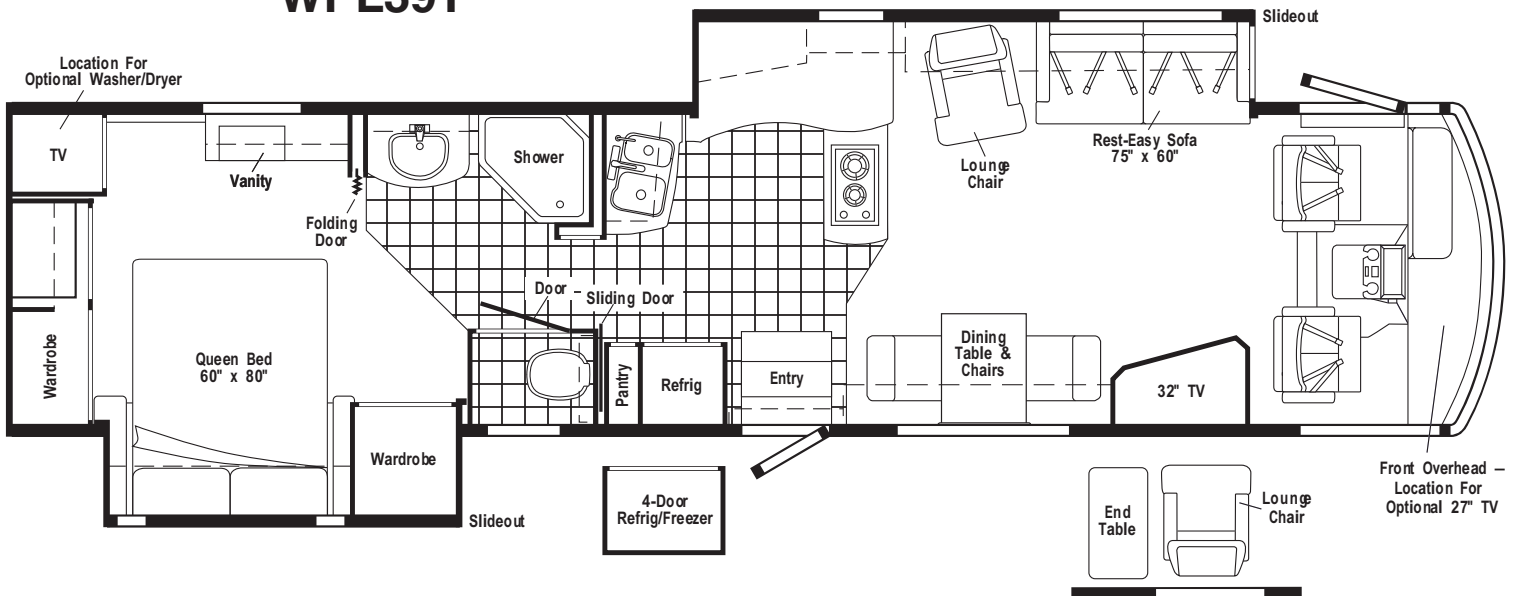 Slideout
Location For
Optional Washer/Dryer
TV
Vanity
Folding
Door
Shower
Lounge
Chair
Rest-Easy Sofa
75" x 60"
Door
Sliding Door
Wardrobe
Queen Bed
60" x 80"
Wardrobe
Slideout
Pantry
Refrig
Entry
Dining
Table &
Chairs
32" TV
4-Door
Refrig/Freezer
End
Table
Lounge
Chair
Front Overhead –
Location For
Optional 27" TV